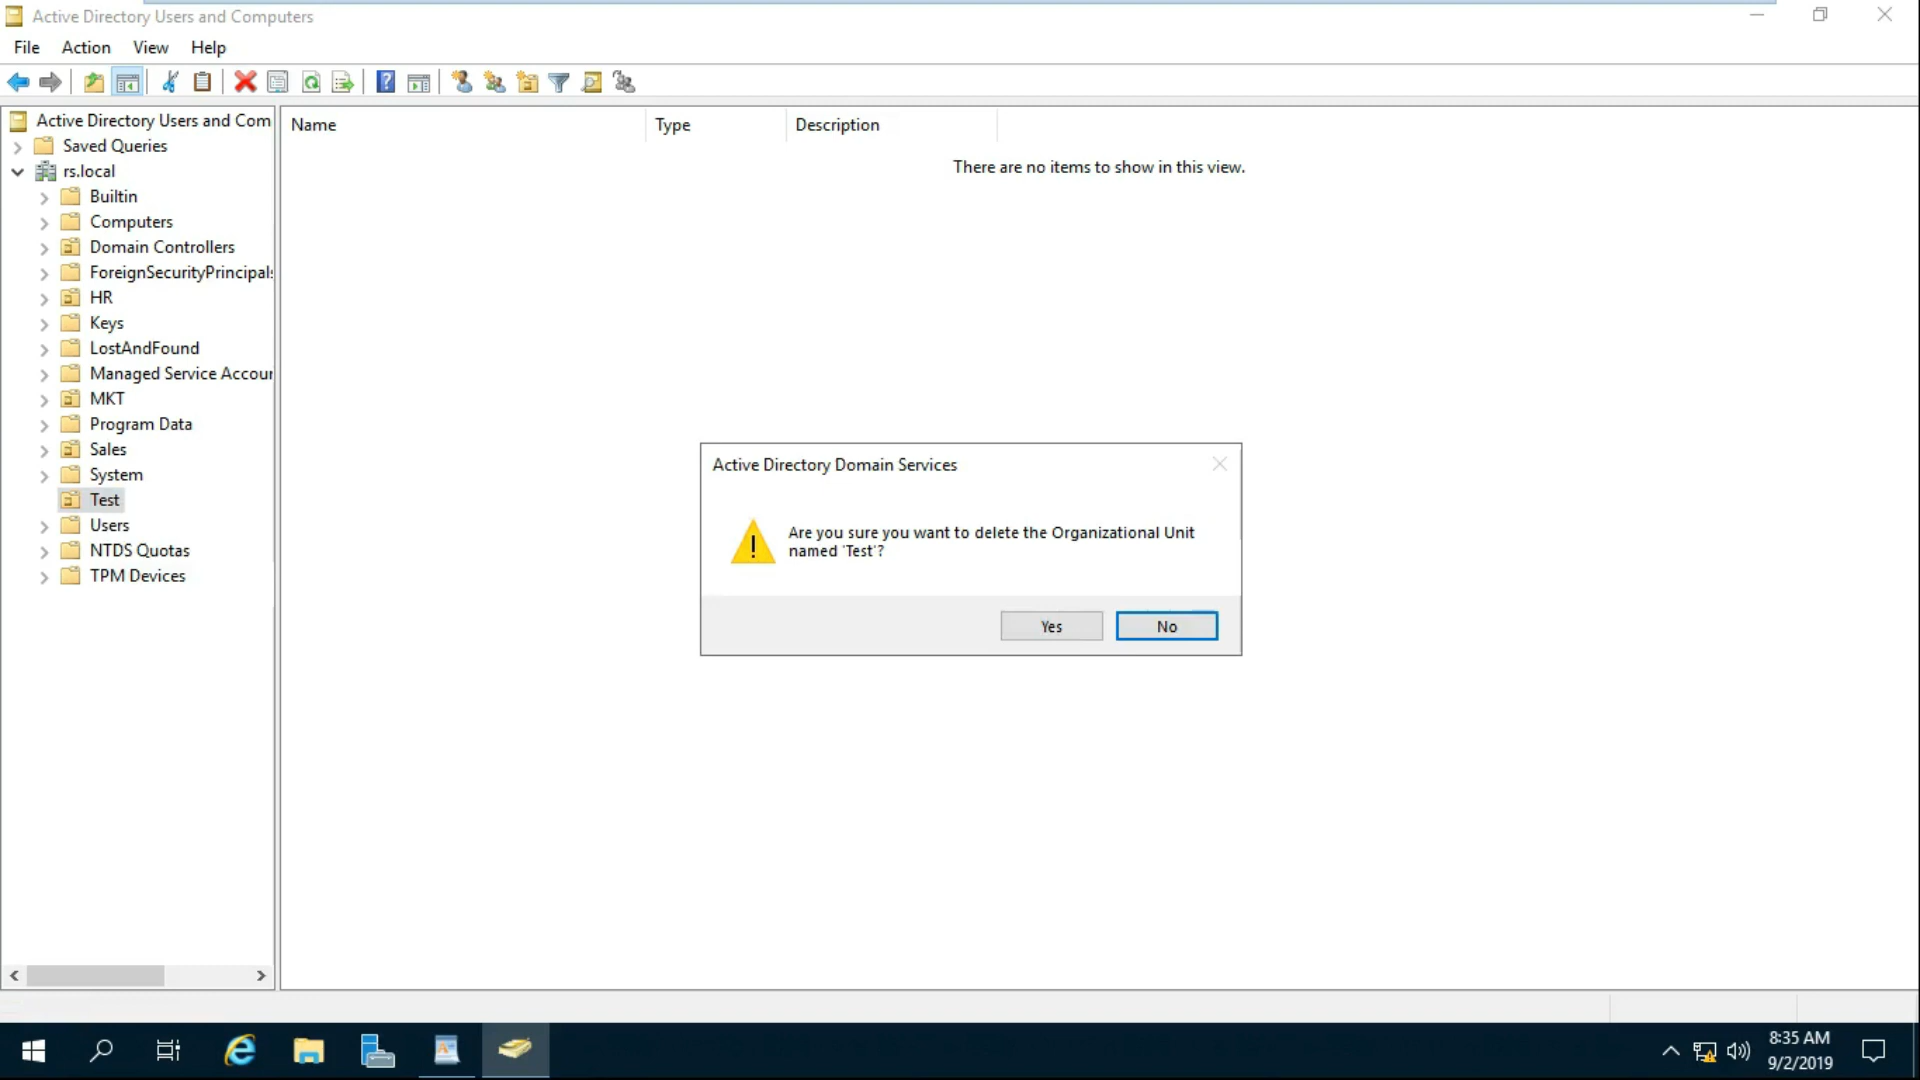 Active Directory Users and Computers
File Action View Help
Active Directory Users and Com
Saved Queries
rs.local
Builtin
Computers
Domain Controllers
ForeignSecurityPrincipals
HR
Keys
LostAndFound
Managed Service Accour
MKT
Program Data
Sales
System
Test
Users
NTDS Quotas
TPM Devices
Name Type Description
There are no items to show in this view.
Active Directory Domain Services
Are you sure you want to delete the Organizational Unit
named 'Test'?
Yes No
8:35 AM
9/2/2019